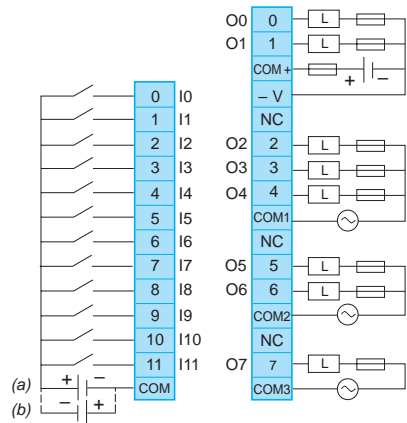 O0 0 L
O1 1 L
COM + + −
– V
NC
O2 2 L
O3 3 L
O4 4 L
COM1
NC
O5 5 L
O6 6 L
COM2
NC
O7 7 L
COM3
0 I0
1 I1
2 I2
3 I3
4 I4
5 I5
6 I6
7 I7
8 I8
9 I9
10 I10
11 I11
(a) + − COM
(b) − +